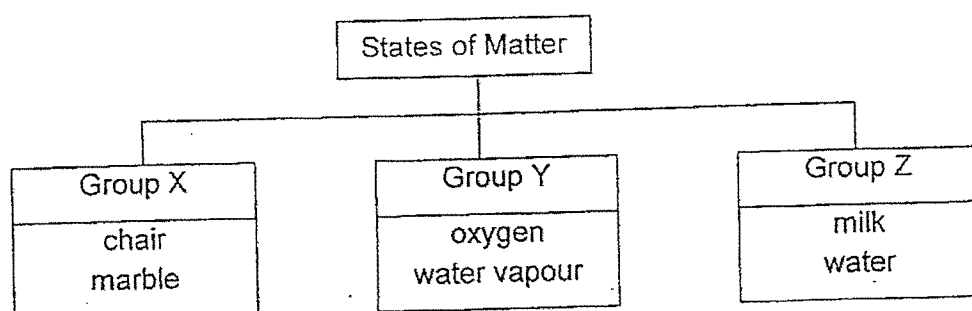 States of Matter
Group X
chair
marble
Group Y
oxygen
water vapour
Group Z
milk
water